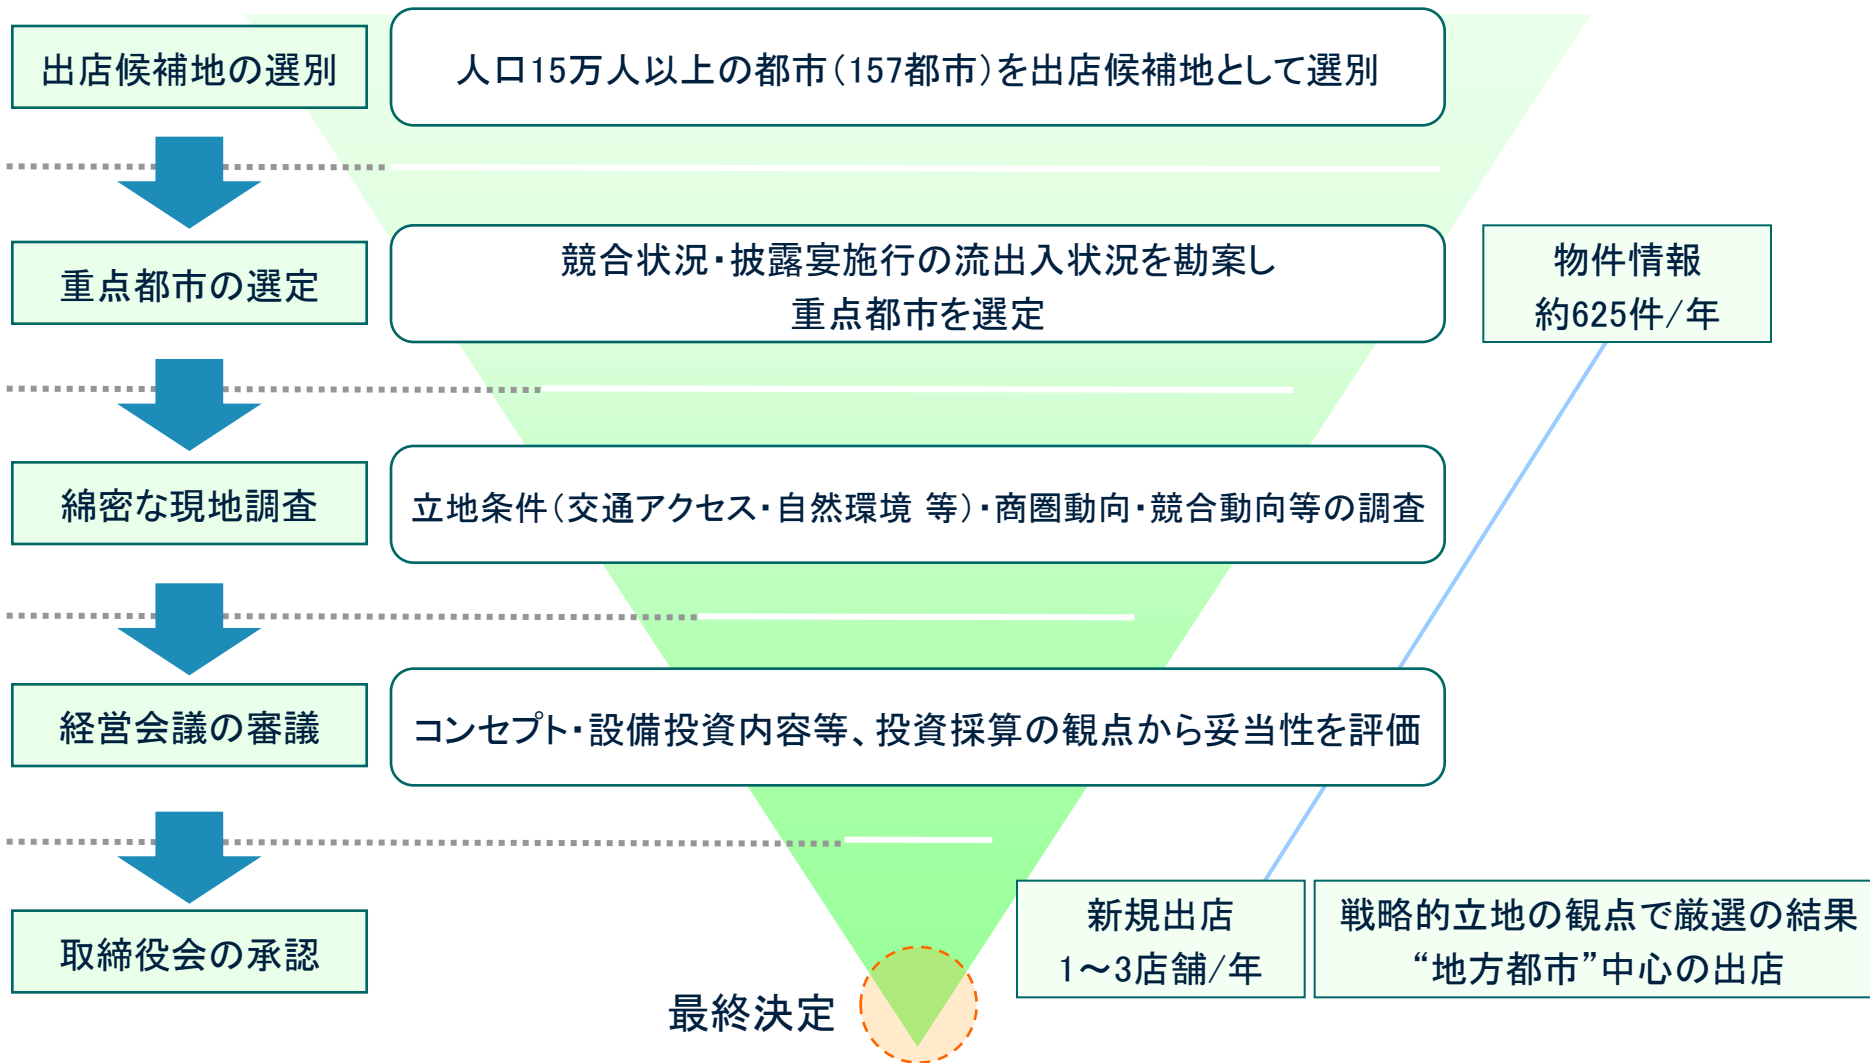 出店候補地の選別
人口15万人以上の都市(157都市)を出店候補地として選別
重点都市の選定
競合状況・披露宴施行の流出入状況を勘案し
重点都市を選定
物件情報
約625件/年
綿密な現地調査
立地条件(交通アクセス・自然環境 等)・商圏動向・競合動向等の調査
経営会議の審議
コンセプト・設備投資内容等、投資採算の観点から妥当性を評価
取締役会の承認
新規出店
1～3店舗/年
戦略的立地の観点で厳選の結果
“地方都市”中心の出店
最終決定